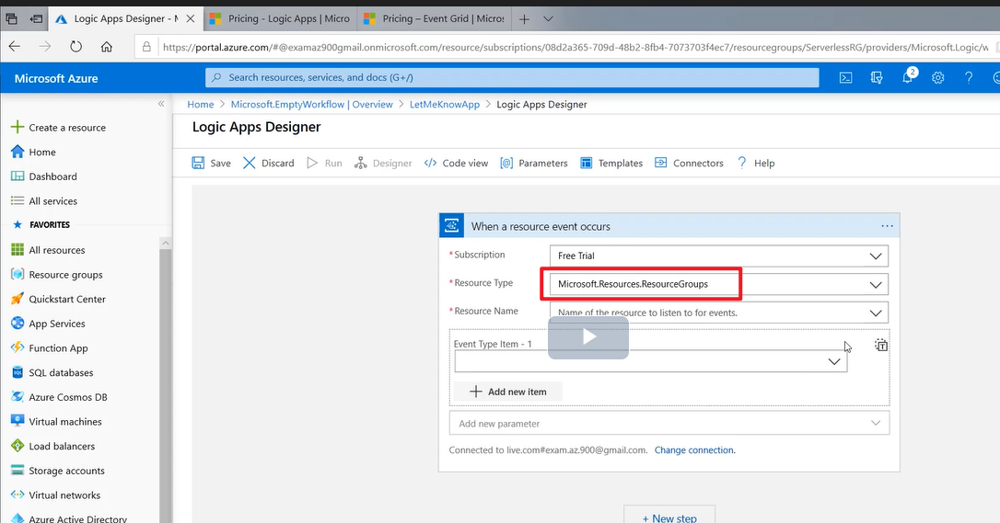 Logic Apps Designer - M
Pricing - Logic Apps | Micro
Pricing – Event Grid | Micros
https://portal.azure.com/#@examaz900gmail.onmicrosoft.com/resource/subscriptions/08d2a365-709d-48b2-8fb4-7073703f4ec7/resourcegroups/ServerlessRG/providers/Microsoft.Logic/w
Microsoft Azure
Search resources, services, and docs (G+/)
2
Home > Microsoft.EmptyWorkflow | Overview > LetMeKnowApp > Logic Apps Designer
Logic Apps Designer
Save Discard Run Designer Code view Parameters Templates Connectors Help
Create a resource
Home
Dashboard
All services
FAVORITES
All resources
Resource groups
Quickstart Center
App Services
Function App
SQL databases
Azure Cosmos DB
Virtual machines
Load balancers
Storage accounts
Virtual networks
Azure Active Directory
When a resource event occurs
* Subscription Free Trial
* Resource Type Microsoft.Resources.ResourceGroups
* Resource Name Name of the resource to listen to for events.
Event Type Item - 1
Add new item
Add new parameter
Connected to live.com#exam.az.900@gmail.com. Change connection.
+ New step